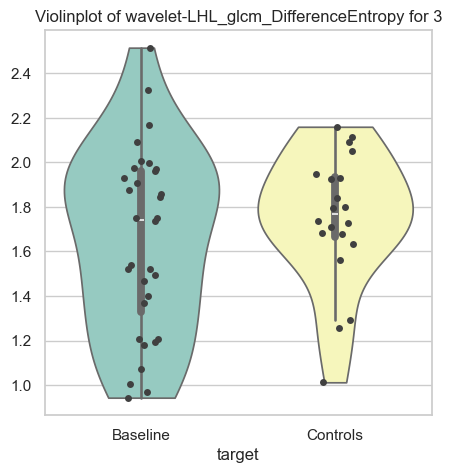 Violinplot of wavelet-LHL_glcm_DifferenceEntropy for 3
2.4
2.2
2.0
1.8
1.6
1.4
1.2
1.0
Baseline Controls
target